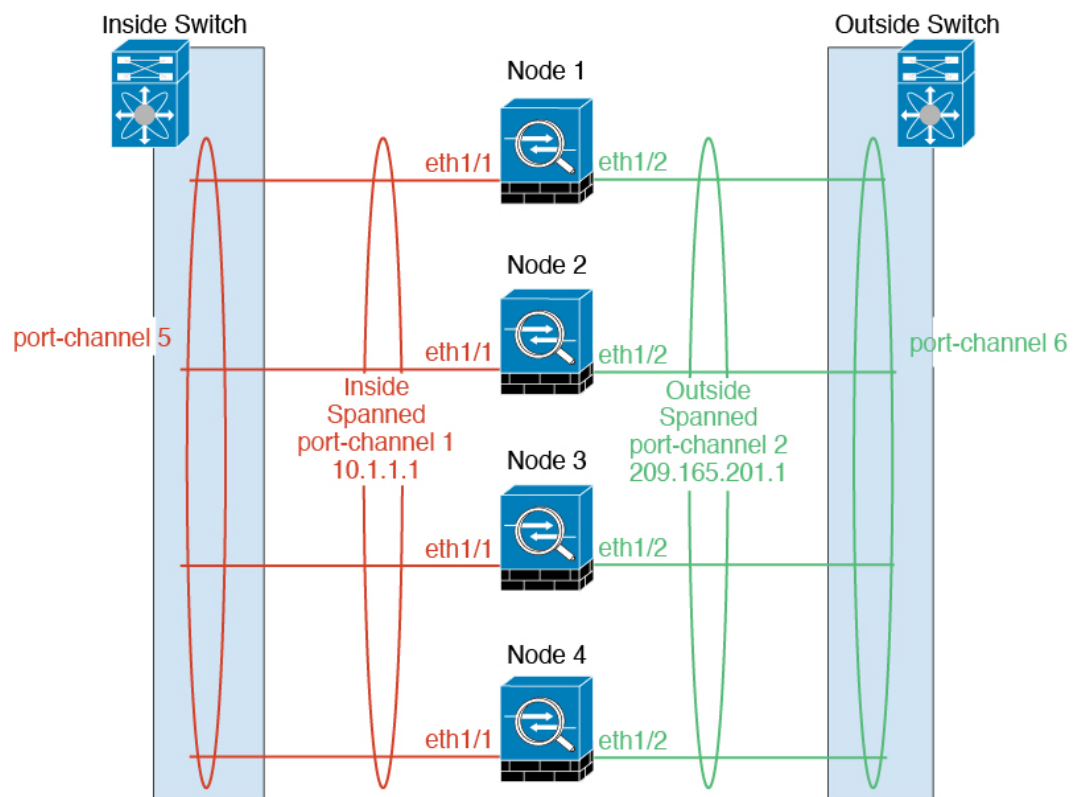 Inside Switch
Outside Switch
Node 1
eth1/1
eth1/2
Node 2
port-channel 5
port-channel 6
eth1/1
eth1/2
Inside
Spanned
port-channel 1
10.1.1.1
Outside
Spanned
port-channel 2
209.165.201.1
Node 3
eth1/1
eth1/2
Node 4
eth1/1
eth1/2